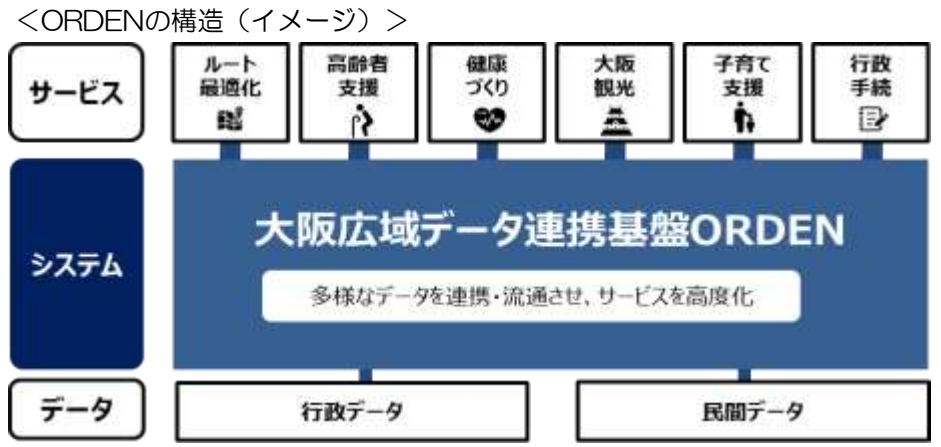 ＜ORDENの構造（イメージ）＞
サービス
ルート
最適化
高齢者
支援
健康
づくり
大阪
観光
子育て
支援
行政
手続
システム
大阪広域データ連携基盤ORDEN
多様なデータを連携・流通させ、サービスを高度化
データ
行政データ
民間データ